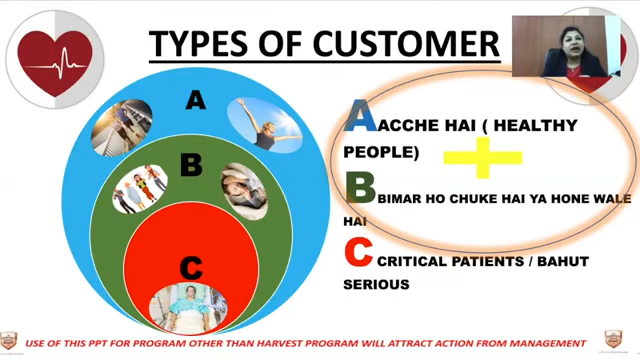 TYPES OF CUSTOMER
A
B
C
AACCHE HAI ( HEALTHY
PEOPLE)
BBIMAR HO CHUKE HAI YA HONE WALE
HAI
C CRITICAL PATIENTS / BAHUT
SERIOUS
USE OF THIS PPT FOR PROGRAM OTHER THAN HARVEST PROGRAM WILL ATTRACT ACTION FROM MANAGEMENT